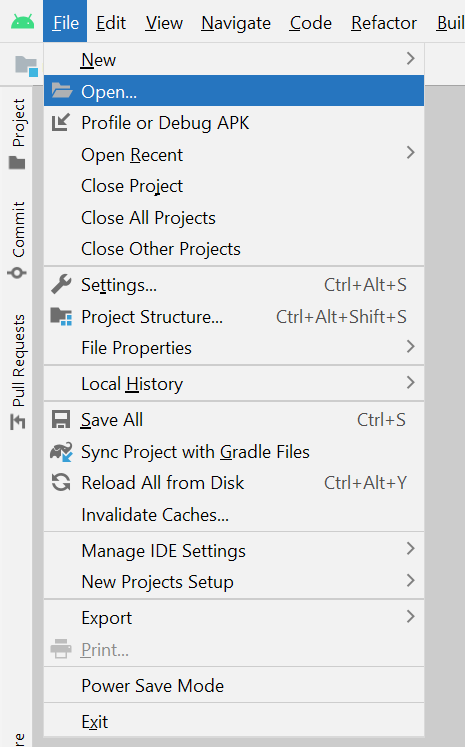 File Edit View Navigate Code Refactor Buil
New
Open...
Profile or Debug APK
Open Recent
Close Project
Close All Projects
Close Other Projects
Settings... Ctrl+Alt+S
Project Structure... Ctrl+Alt+Shift+S
File Properties
Local History
Save All Ctrl+S
Sync Project with Gradle Files
Reload All from Disk Ctrl+Alt+Y
Invalidate Caches...
Manage IDE Settings
New Projects Setup
Export
Print...
Power Save Mode
Exit
Project
Commit
Pull Requests
re